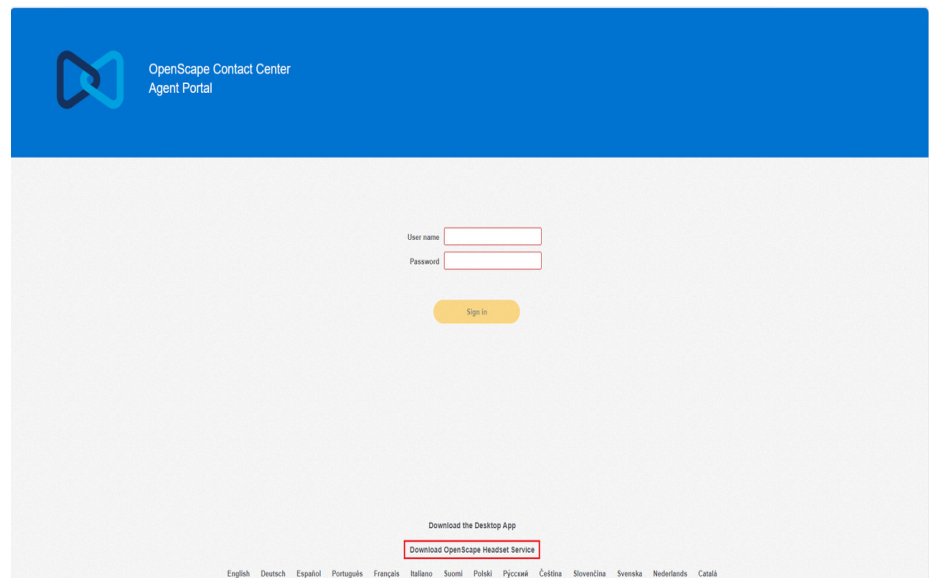 OpenScape Contact Center
Agent Portal
User name
Password
Sign in
Download the Desktop App
Download OpenScape Headset Service
English Deutsch Español Português Français Italiano Suomi Polski Рýсский Čeština Slovenčina Svenska Nederlands Català